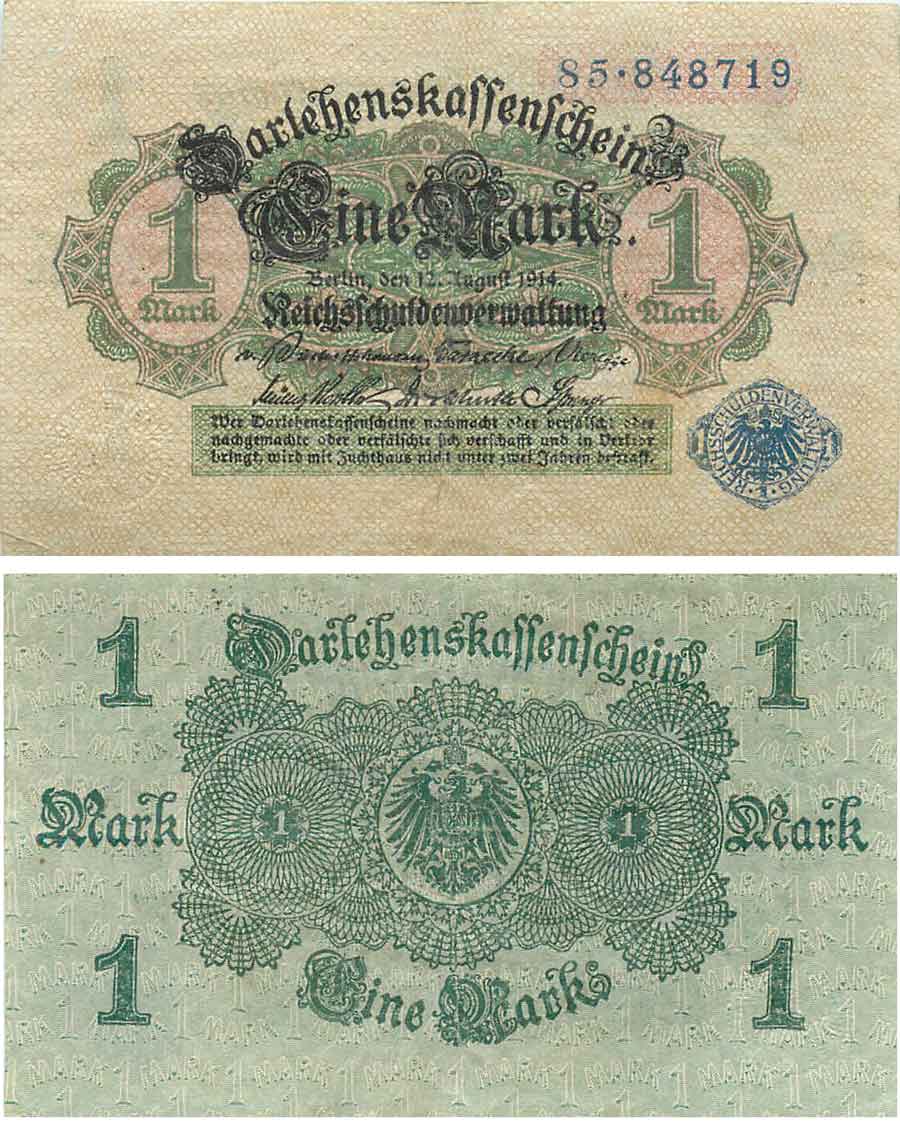 85·848719
Darlehenskassenschein
Eine Mark.
1 Mark
1 Mark
Berlin, den 12. August 1914.
Reichsschuldenverwaltung
Wer Darlehenskassenscheine nachmacht oder verfälscht oder
nachgemachte oder verfälschte sich verschafft und in Verkehr
bringt, wird mit Zuchthaus nicht unter zwei Jahren bestraft.
REICHSSCHULDENVERWALTUNG
1 Darlehenskassenschein 1
Mark 1 1 Mark
1 Eine Mark 1
1 MARK